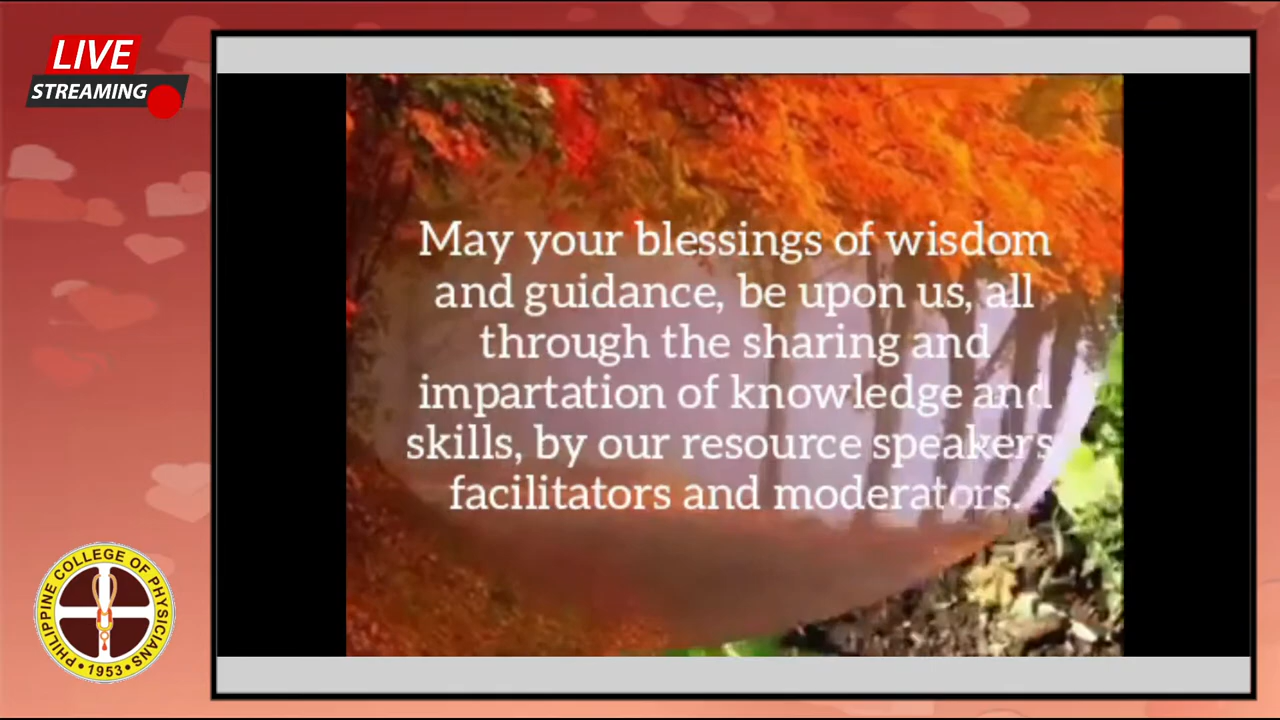 LIVE
STREAMING
May your blessings of wisdom
and guidance, be upon us, all
through the sharing and
impartation of knowledge and
skills, by our resource speakers
facilitators and moderators.
PHILIPPINE COLLEGE OF PHYSICIANS
• 1953 •